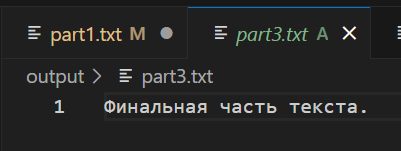 part1.txt M part3.txt A
output > part3.txt
1 Финальная часть текста.